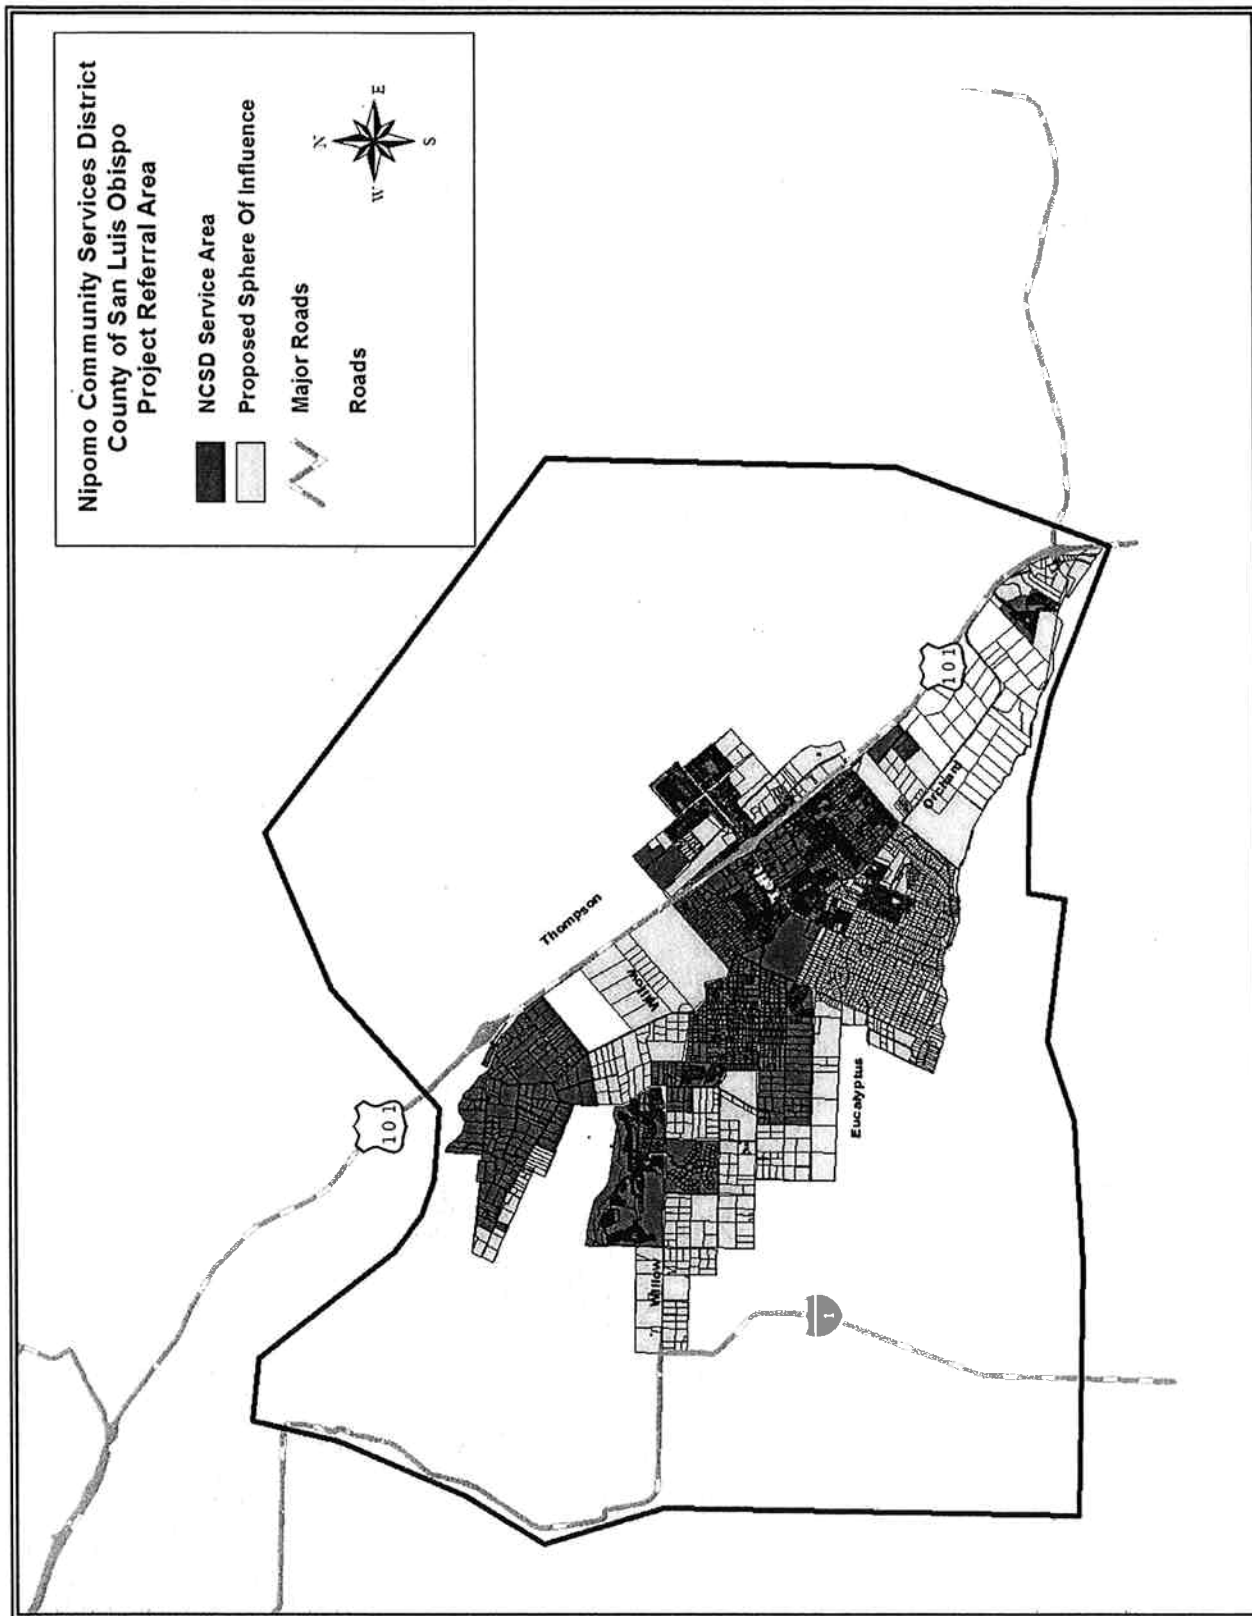 Nipomo Community Services District
County of San Luis Obispo
Project Referral Area
NCSD Service Area
Proposed Sphere Of Influence
Major Roads
Roads
N
E
S
W
101
Thompson
Willow
101
Orchard
Eucalyptus
Willow
1